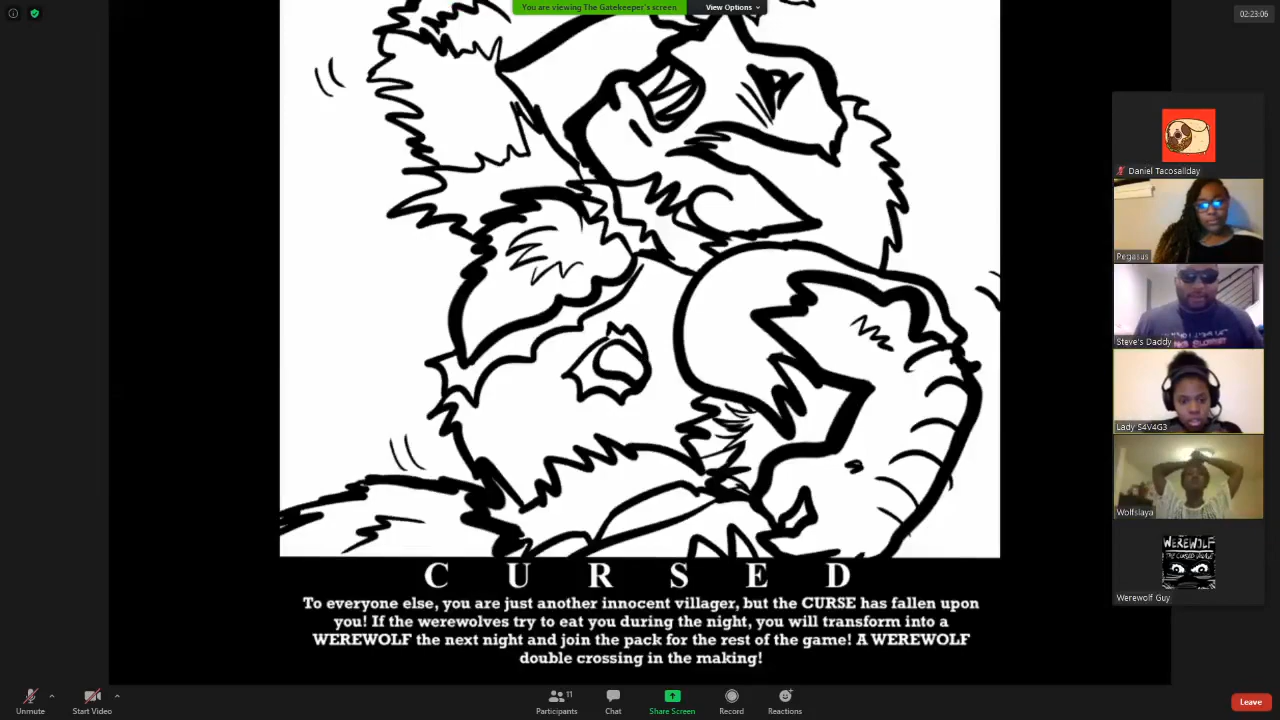 You are viewing The Gatekeeper's screen
View Options
02:23:06
Daniel Tacosallday
Pegasus
Steve's Daddy
Lady S4V4G3
Wolfslaya
WEREWOLF
Werewolf Guy
CURSED
To everyone else, you are just another innocent villager, but the CURSE has fallen upon
you! If the werewolves try to eat you during the night, you will transform into a
WEREWOLF the next night and join the pack for the rest of the game! A WEREWOLF
double crossing in the making!
Unmute
Start Video
11
Participants
Chat
Share Screen
Record
Reactions
Leave